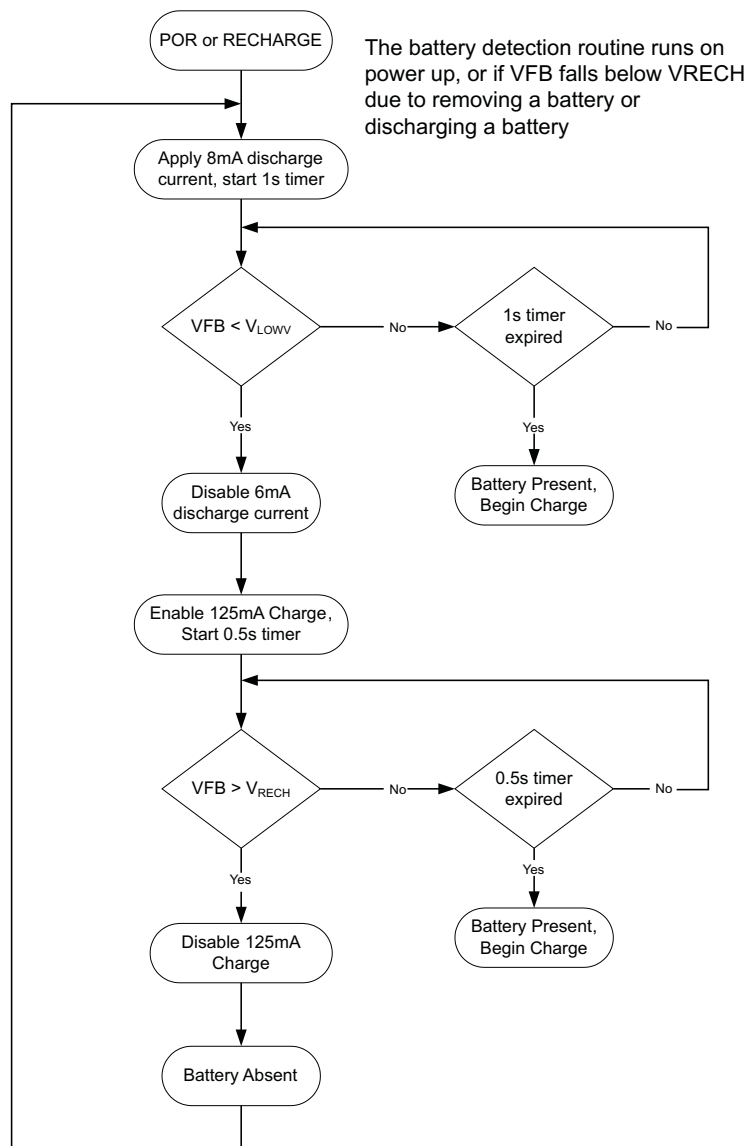 POR or RECHARGE
The battery detection routine runs on
power up, or if VFB falls below VRECH
due to removing a battery or
discharging a battery
Apply 8mA discharge
current, start 1s timer
VFB < VLOWV
No
1s timer
expired
No
Yes
Yes
Disable 6mA
discharge current
Battery Present,
Begin Charge
Enable 125mA Charge,
Start 0.5s timer
VFB > VRECH
No
0.5s timer
expired
No
Yes
Yes
Disable 125mA
Charge
Battery Present,
Begin Charge
Battery Absent